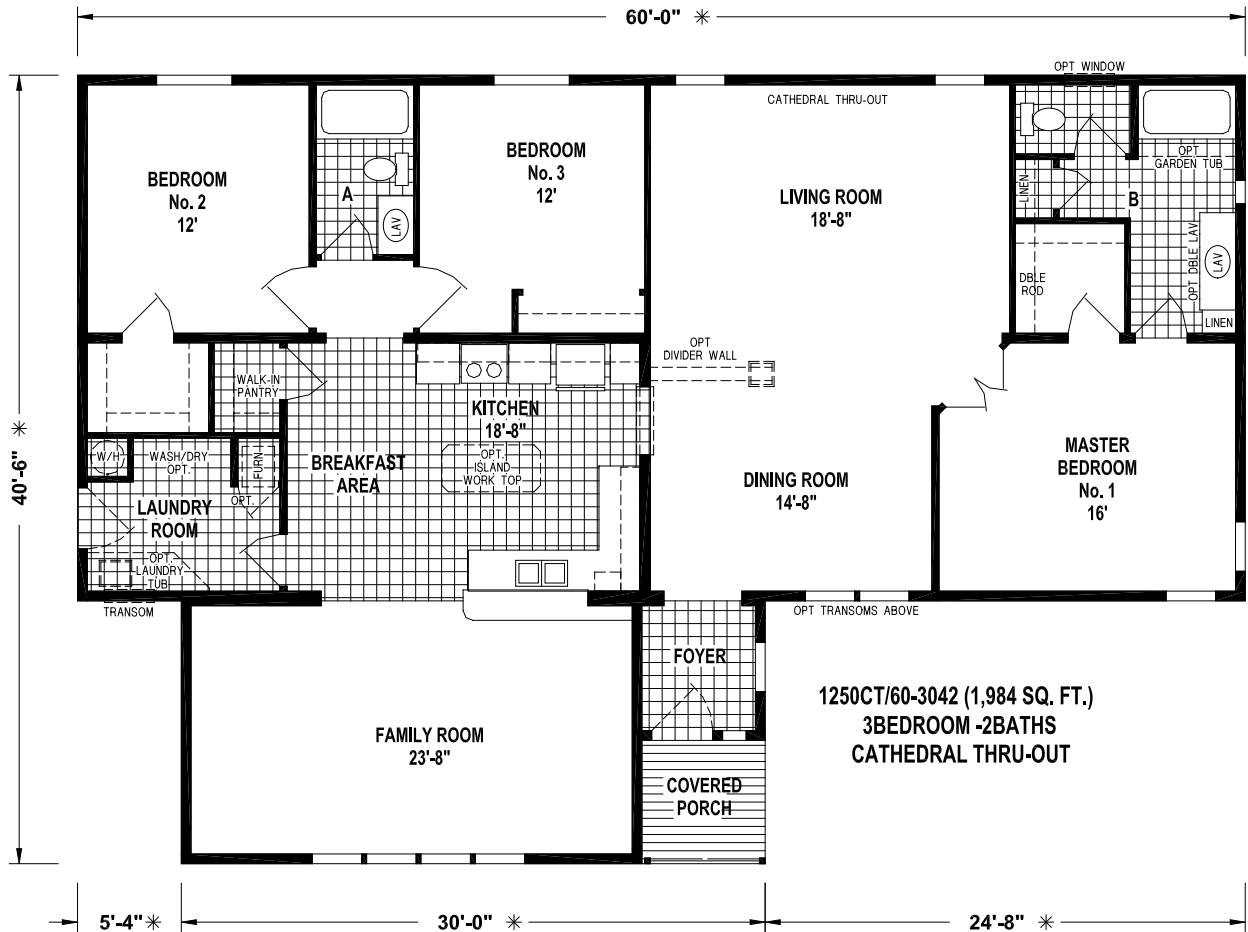 60'-0" ✳
OPT WINDOW
CATHEDRAL THRU-OUT
BEDROOM
No. 2
12'
A
LAV
BEDROOM
No. 3
12'
LIVING ROOM
18'-8"
OPT
GARDEN TUB
LINEN
B
DBLE
ROD
OPT DBLE LAV
LAV
LINEN
OPT
DIVIDER WALL
WALK-IN
PANTRY
KITCHEN
18'-8"
40'-6" ✳
W/H
WASH/DRY
OPT.
FURN
OPT.
BREAKFAST
AREA
OPT.
ISLAND
WORK TOP
LAUNDRY
ROOM
OPT.
LAUNDRY
TUB
DINING ROOM
14'-8"
MASTER
BEDROOM
No. 1
16'
TRANSOM
OPT TRANSOMS ABOVE
FOYER
FAMILY ROOM
23'-8"
COVERED
PORCH
1250CT/60-3042 (1,984 SQ. FT.)
3BEDROOM -2BATHS
CATHEDRAL THRU-OUT
5'-4" ✳
30'-0" ✳
24'-8" ✳